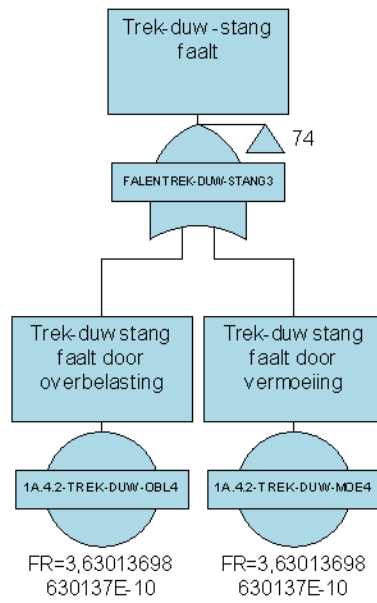 Trek-duw-stang
faalt
74
FALENTREK-DUW-STANG3
Trek-duw stang
faalt door
overbelasting
Trek-duw stang
faalt door
vermoeiing
1A.4.2-TREK-DUW-OBL4
1A.4.2-TREK-DUW-MOE4
FR=3,63013698
630137E-10
FR=3,63013698
630137E-10